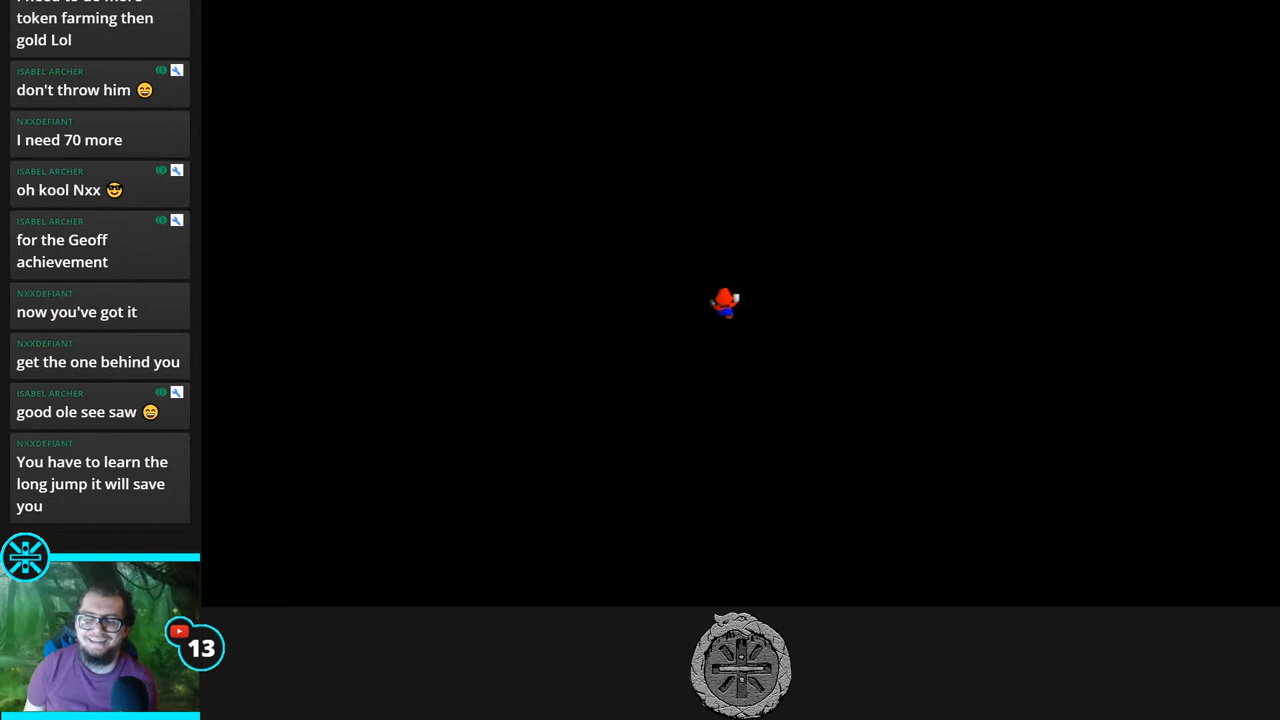 token farming then
gold Lol
ISABEL ARCHER
don't throw him 😄
NXXDEFIANT
I need 70 more
ISABEL ARCHER
oh kool Nxx 😎
ISABEL ARCHER
for the Geoff
achievement
NXXDEFIANT
now you've got it
NXXDEFIANT
get the one behind you
ISABEL ARCHER
good ole see saw 😄
NXXDEFIANT
You have to learn the
long jump it will save
you
13